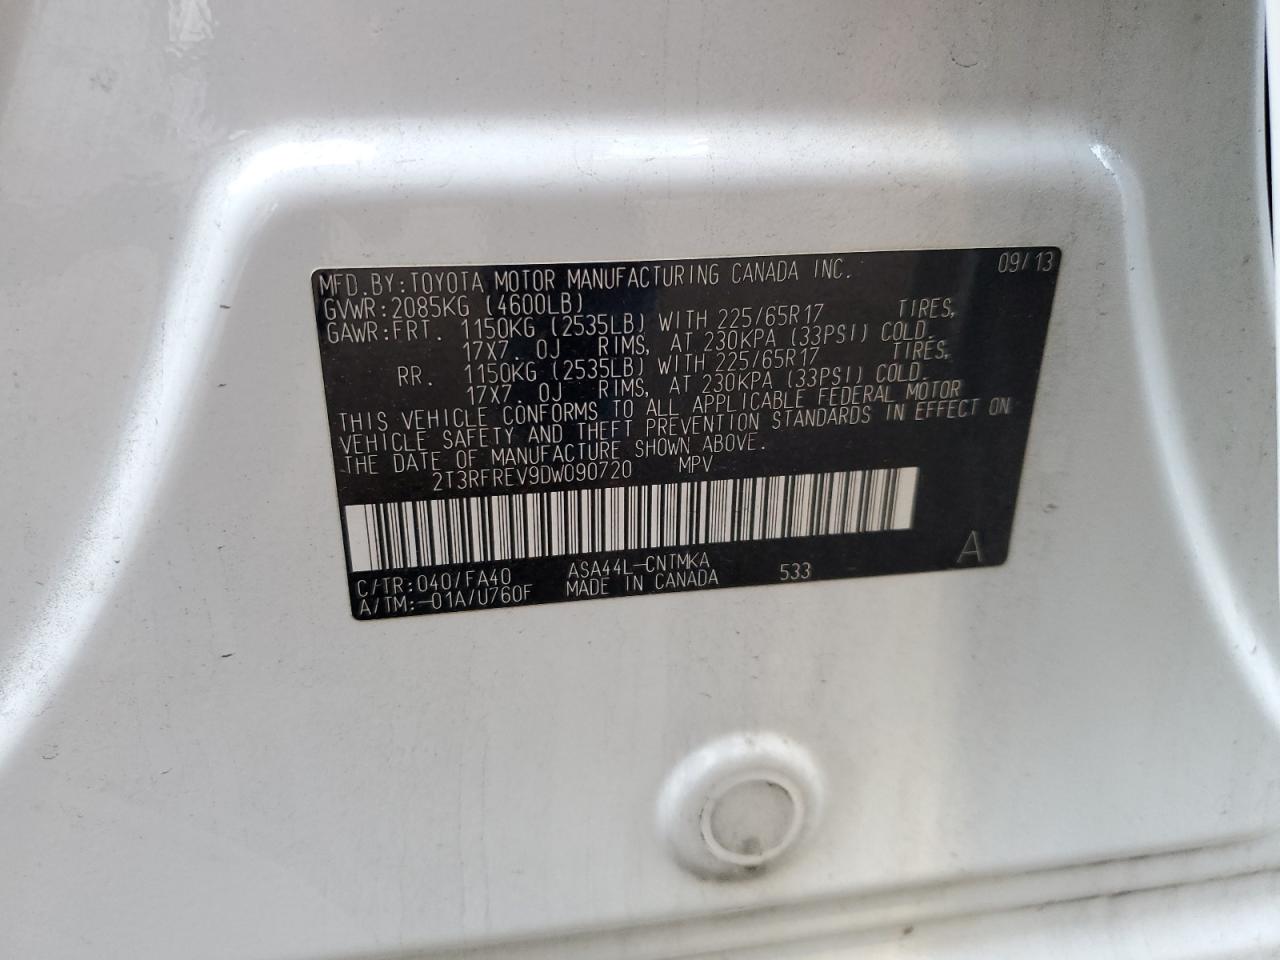 MFD.BY:TOYOTA MOTOR MANUFACTURING CANADA INC. 09/13
GVWR:2085KG (4600LB)
GAWR:FRT. 1150KG (2535LB) WITH 225/65R17 TIRES,
17X7.0J RIMS, AT 230KPA (33PSI) COLD.
RR. 1150KG (2535LB) WITH 225/65R17 TIRES,
17X7.0J RIMS, AT 230KPA (33PSI) COLD.
THIS VEHICLE CONFORMS TO ALL APPLICABLE FEDERAL MOTOR
VEHICLE SAFETY AND THEFT PREVENTION STANDARDS IN EFFECT ON
THE DATE OF MANUFACTURE SHOWN ABOVE.
2T3RFREV9DW090720 MPV
C/TR:040/FA40 ASA44L-CNTMKA 533 A
A/TM:-01A/U760F MADE IN CANADA